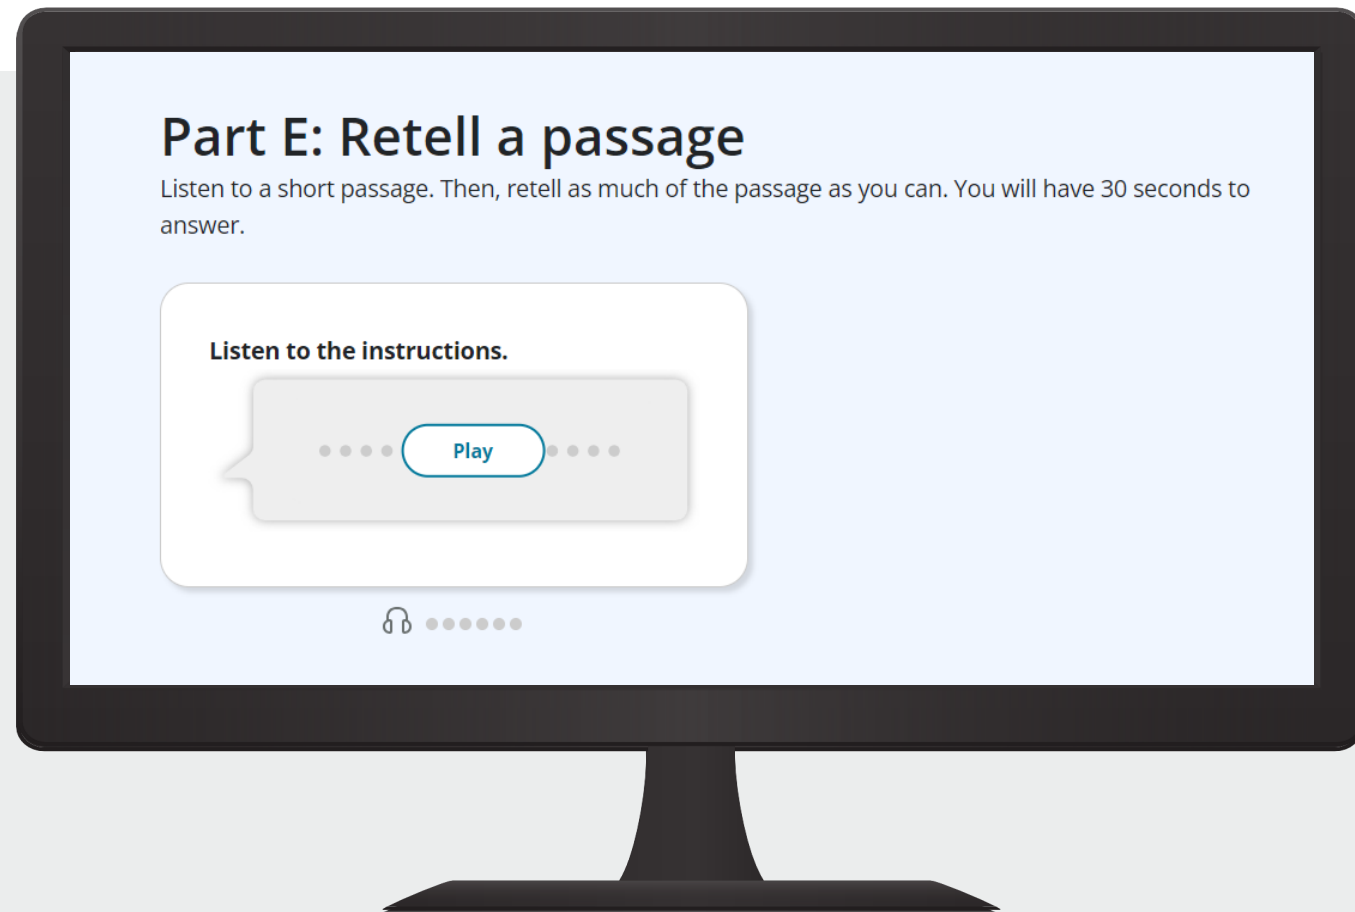 Part E: Retell a passage
Listen to a short passage. Then, retell as much of the passage as you can. You will have 30 seconds to
answer.
Listen to the instructions.
Play